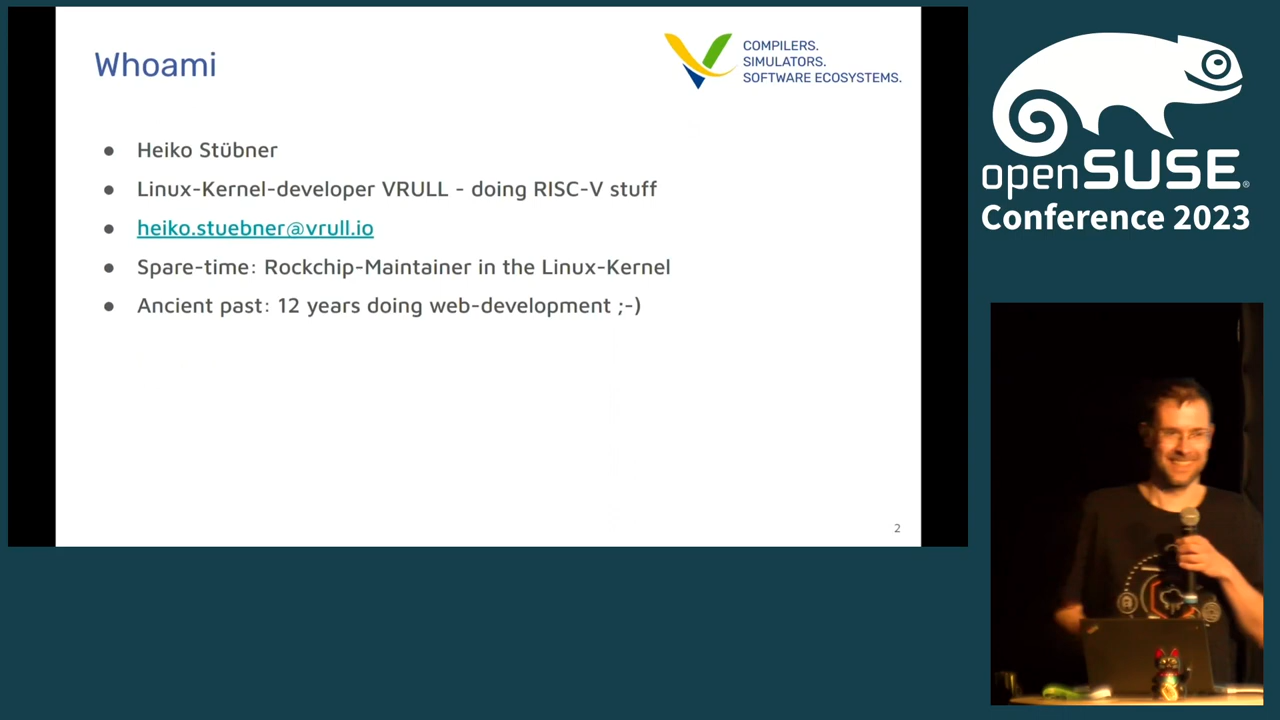 Whoami
COMPILERS.
SIMULATORS.
SOFTWARE ECOSYSTEMS.
● Heiko Stübner
● Linux-Kernel-developer VRULL - doing RISC-V stuff
● heiko.stuebner@vrull.io
● Spare-time: Rockchip-Maintainer in the Linux-Kernel
● Ancient past: 12 years doing web-development ;-)
2
openSUSE®
Conference 2023